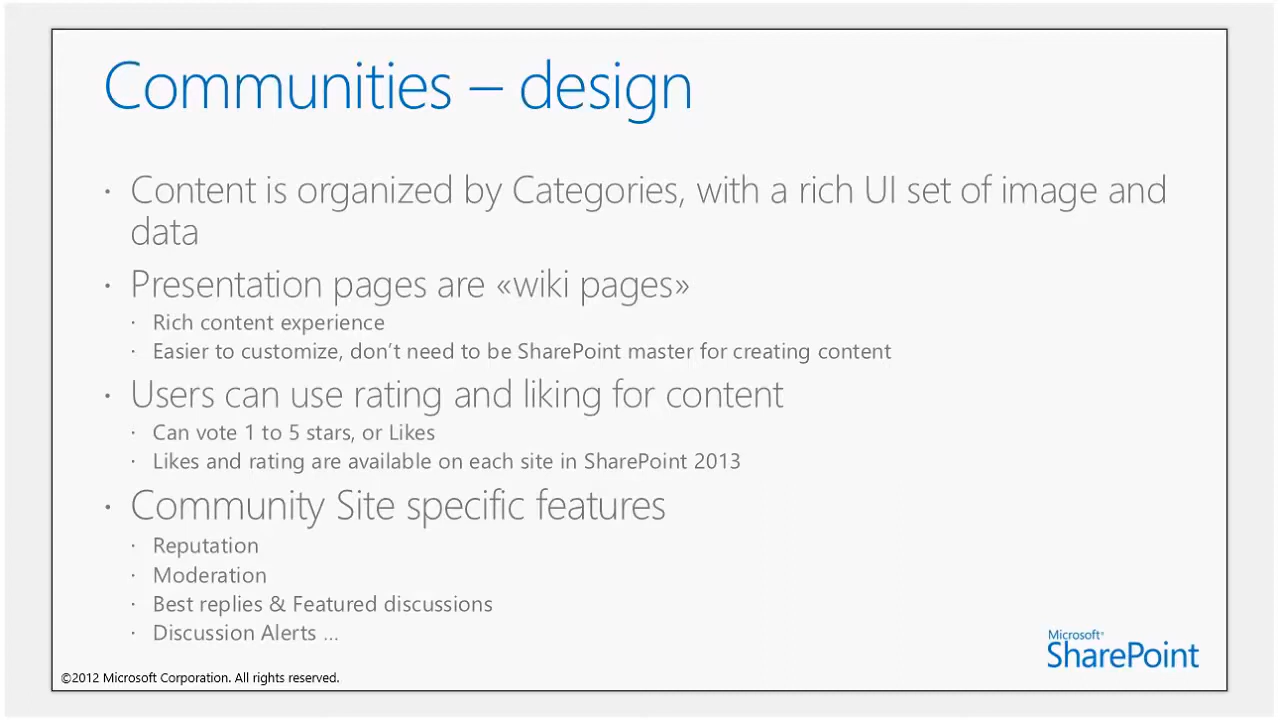 Communities – design
· Content is organized by Categories, with a rich UI set of image and
data
· Presentation pages are «wiki pages»
· Rich content experience
· Easier to customize, don't need to be SharePoint master for creating content
· Users can use rating and liking for content
· Can vote 1 to 5 stars, or Likes
· Likes and rating are available on each site in SharePoint 2013
· Community Site specific features
· Reputation
· Moderation
· Best replies & Featured discussions
· Discussion Alerts ...
Microsoft®
SharePoint
©2012 Microsoft Corporation. All rights reserved.